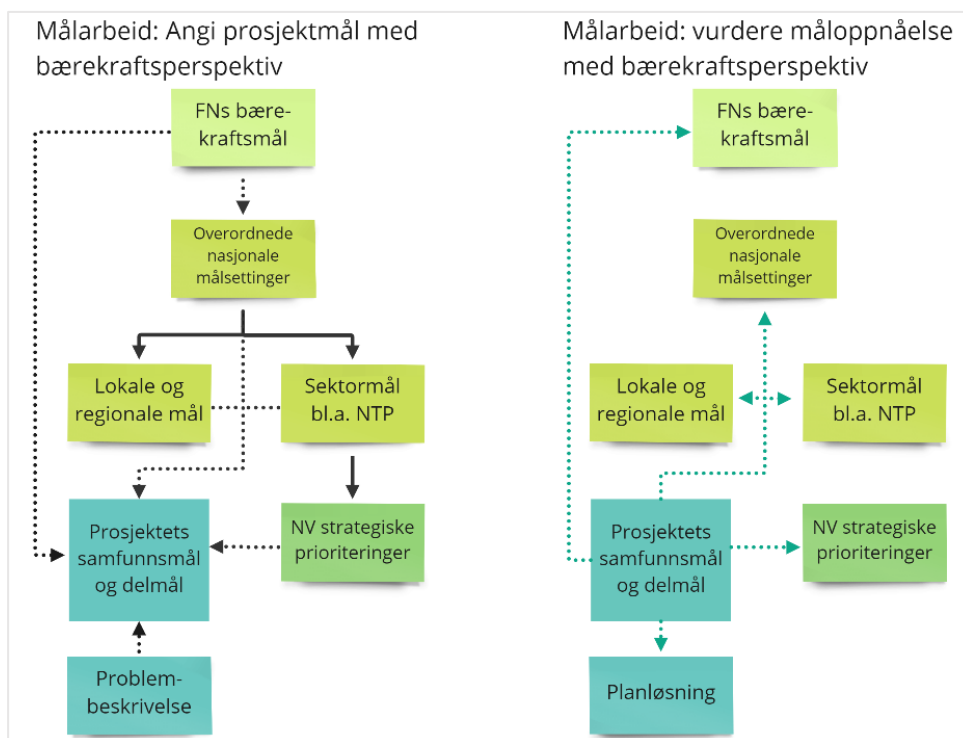 Målarbeid: Angi prosjektmål med
bærekraftsperspektiv
FNs bære-
kraftsmål
Overordnede
nasjonale
målsettinger
Lokale og
regionale mål
Sektormål
bl.a. NTP
Prosjektets
samfunnsmål
og delmål
NV strategiske
prioriteringer
Problem-
beskrivelse
Målarbeid: vurdere måloppnåelse
med bærekraftsperspektiv
FNs bære-
kraftsmål
Overordnede
nasjonale
målsettinger
Lokale og
regionale mål
Sektormål
bl.a. NTP
Prosjektets
samfunnsmål
og delmål
NV strategiske
prioriteringer
Planløsning